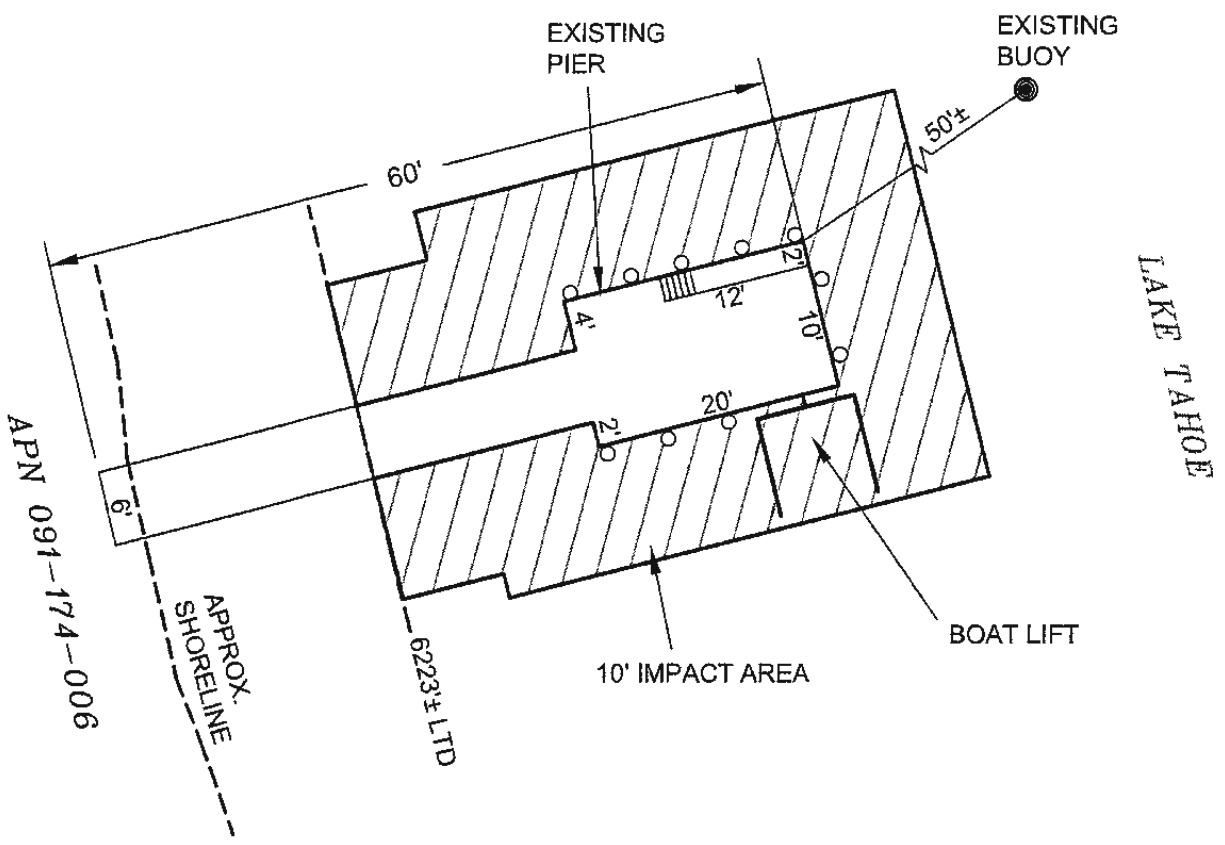 EXISTING
PIER
EXISTING
BUOY
50'±
60'
2'
12'
4'
10'
20'
2'
6'
LAKE TAHOE
APN 091-174-006
APPROX.
SHORELINE
6223'± LTD
10' IMPACT AREA
BOAT LIFT